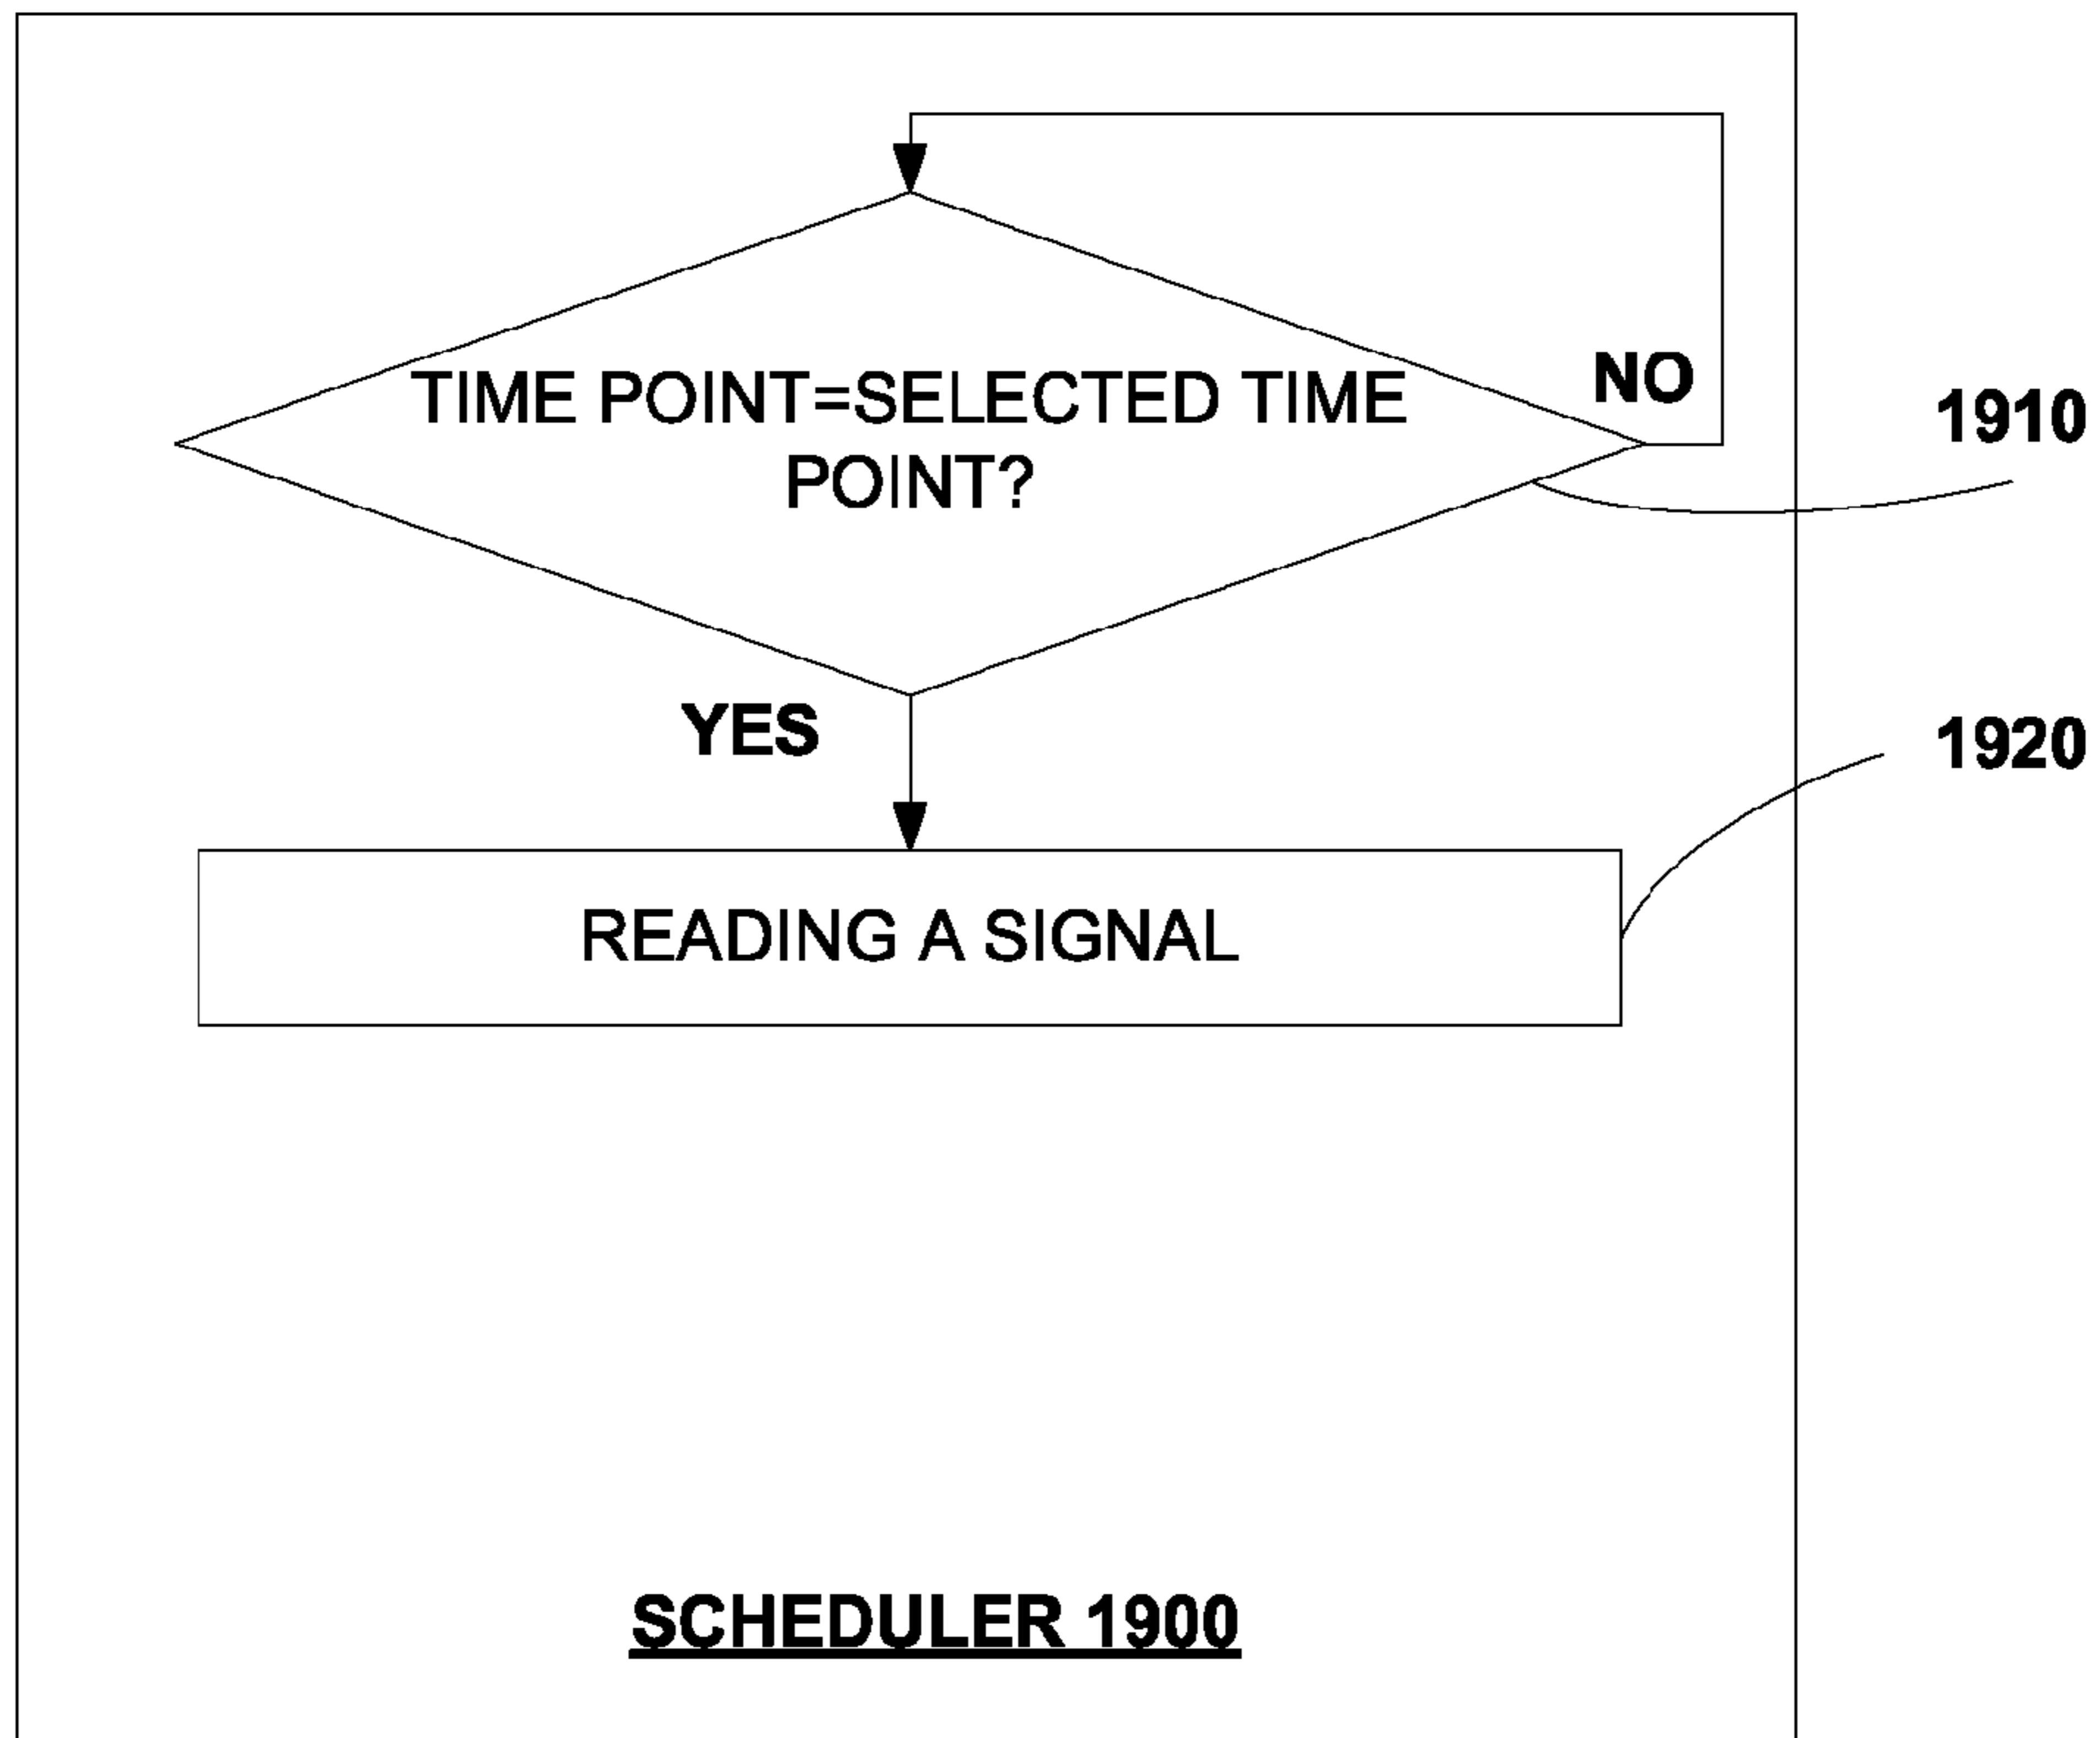 TIME POINT=SELECTED TIME
POINT?
NO
1910
YES
1920
READING A SIGNAL
SCHEDULER 1900